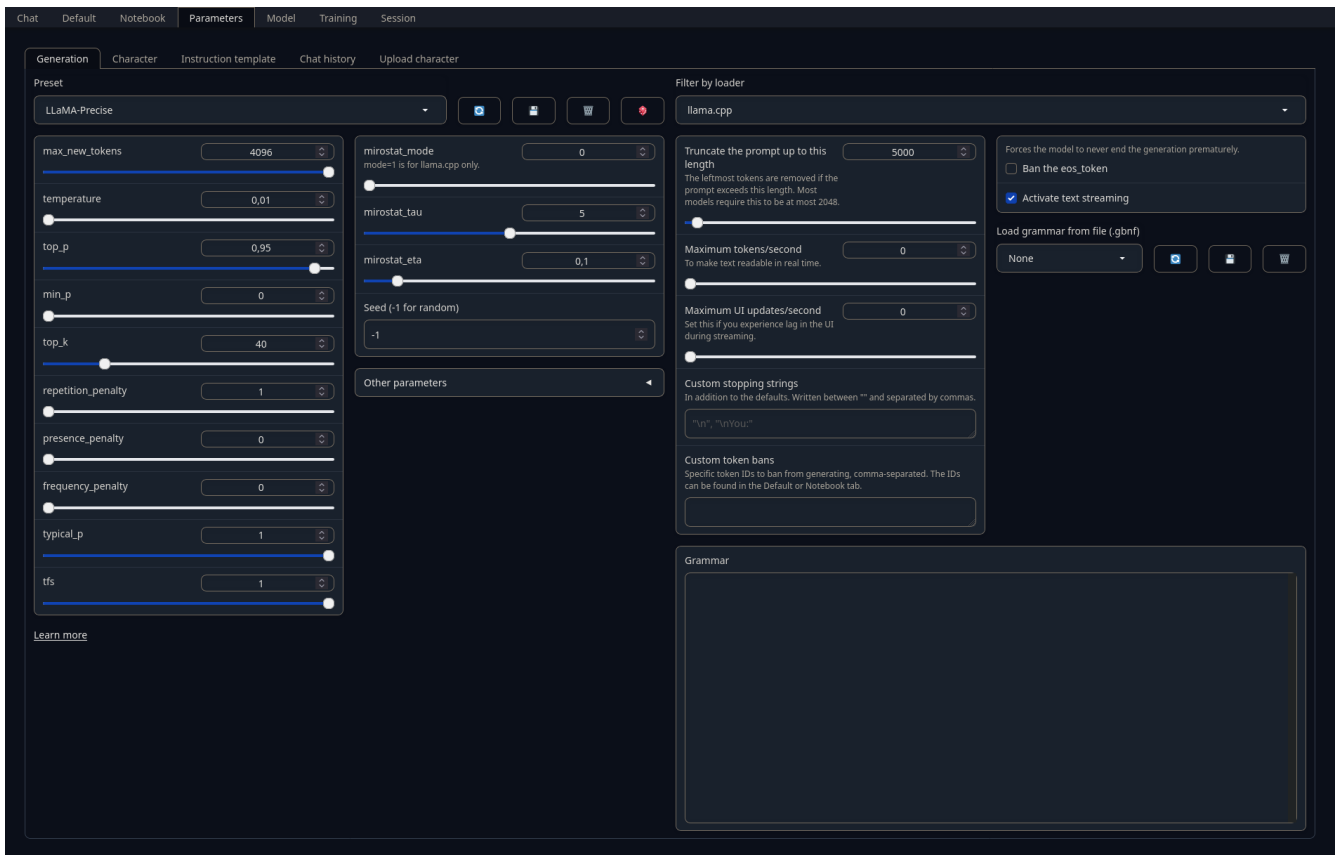 Chat Default Notebook Parameters Model Training Session
Generation Character Instruction template Chat history Upload character
Preset
LLaMA-Precise
Filter by loader
llama.cpp
max_new_tokens 4096
temperature 0,01
top_p 0,95
min_p 0
top_k 40
repetition_penalty 1
presence_penalty 0
frequency_penalty 0
typical_p 1
tfs 1
Learn more
mirostat_mode 0
mode=1 is for llama.cpp only.
mirostat_tau 5
mirostat_eta 0,1
Seed (-1 for random)
-1
Other parameters
Truncate the prompt up to this 5000
length
The leftmost tokens are removed if the
prompt exceeds this length. Most
models require this to be at most 2048.
Maximum tokens/second 0
To make text readable in real time.
Maximum UI updates/second 0
Set this if you experience lag in the UI
during streaming.
Custom stopping strings
In addition to the defaults. Written between "" and separated by commas.
"\n", "\nYou:"
Custom token bans
Specific token IDs to ban from generating, comma-separated. The IDs
can be found in the Default or Notebook tab.
Forces the model to never end the generation prematurely.
Ban the eos_token
Activate text streaming
Load grammar from file (.gbnf)
None
Grammar